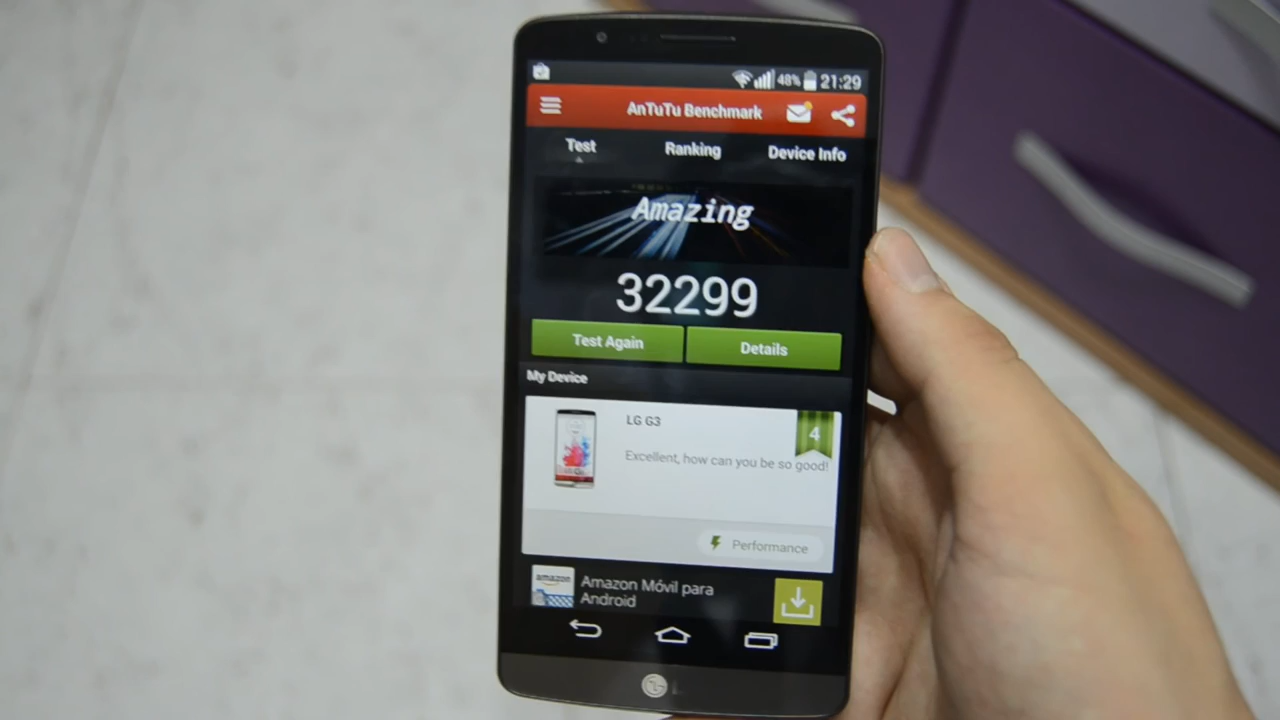 48% 21:29
AnTuTu Benchmark
Test Ranking Device Info
Amazing
32299
Test Again Details
My Device
LG G3
4
Excellent, how can you be so good!
Performance
amazon
Amazon Móvil para
Android
LG